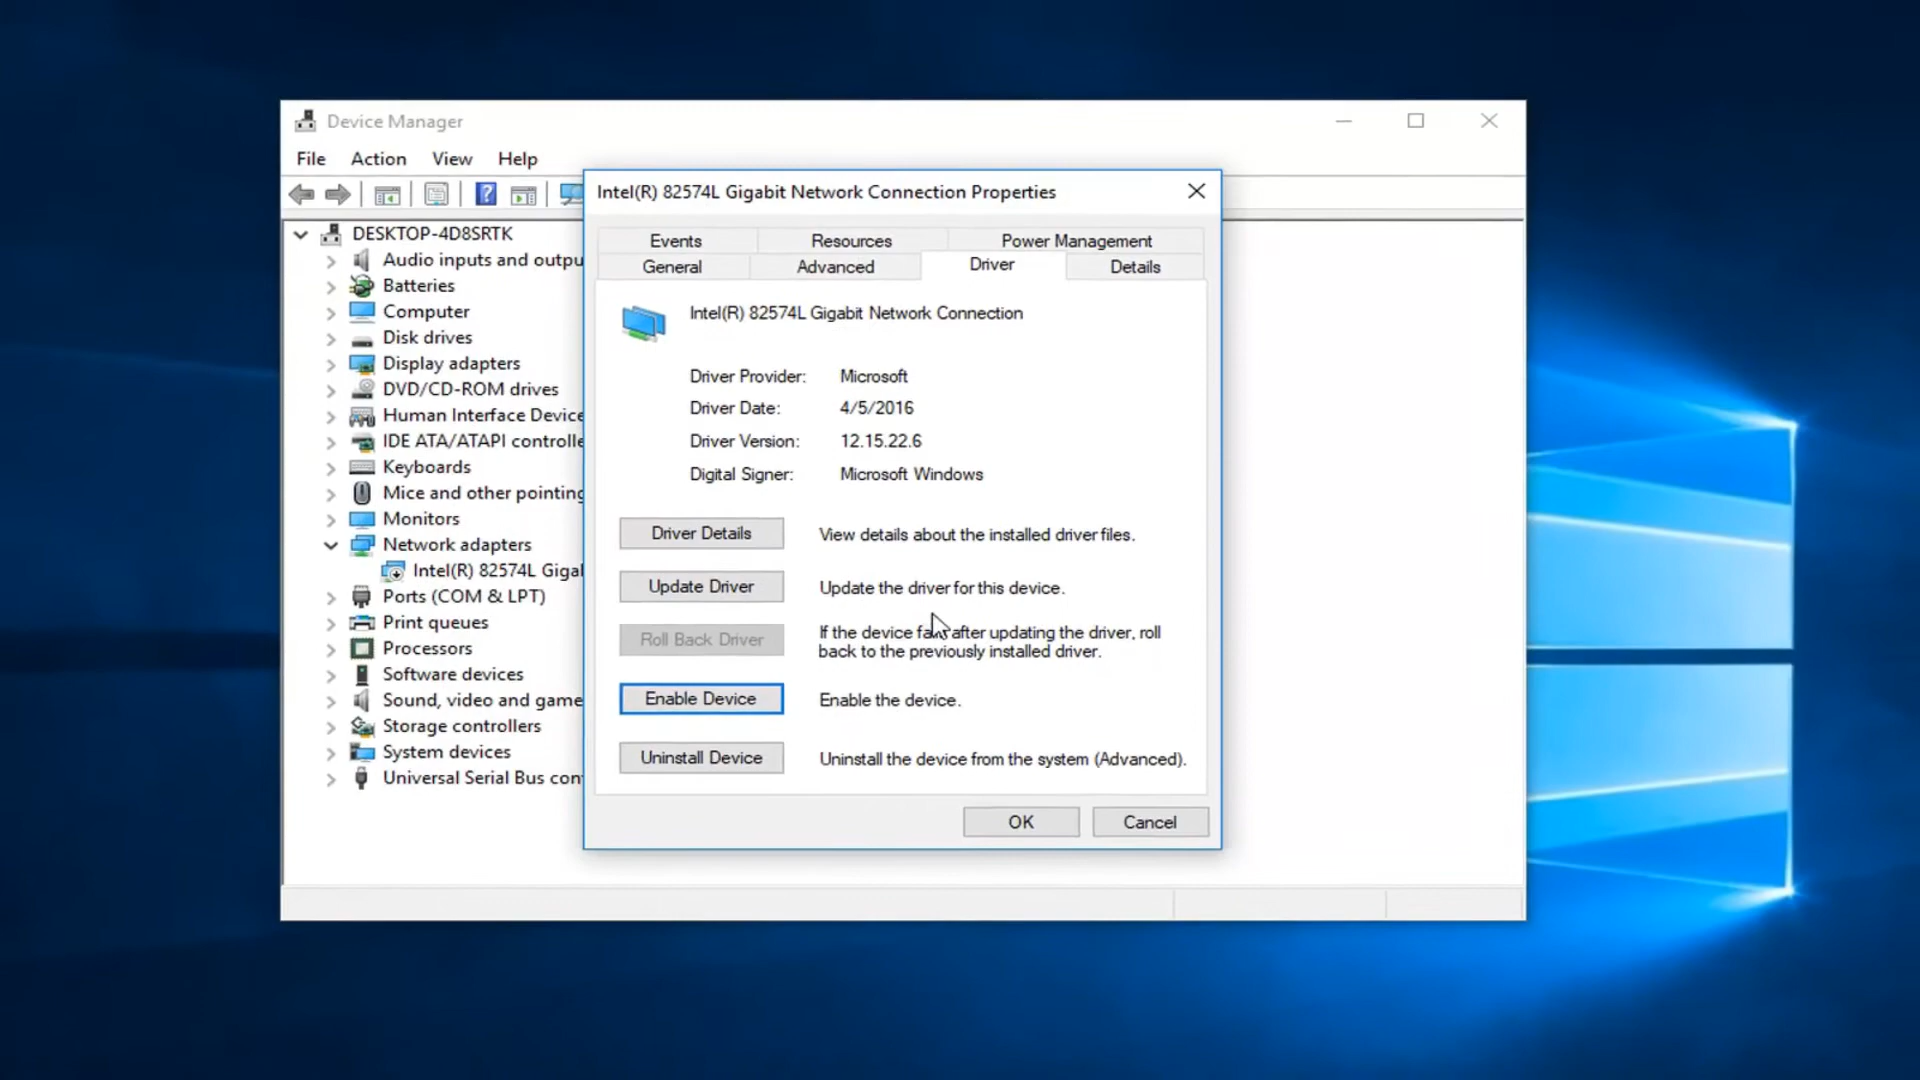 Device Manager
File Action View Help
DESKTOP-4D8SRTK
Audio inputs and outpu
Batteries
Computer
Disk drives
Display adapters
DVD/CD-ROM drives
Human Interface Device
IDE ATA/ATAPI controlle
Keyboards
Mice and other pointing
Monitors
Network adapters
Intel(R) 82574L Gigal
Ports (COM & LPT)
Print queues
Processors
Software devices
Sound, video and game
Storage controllers
System devices
Universal Serial Bus con
Intel(R) 82574L Gigabit Network Connection Properties
Events Resources Power Management
General Advanced Driver Details
Intel(R) 82574L Gigabit Network Connection
Driver Provider: Microsoft
Driver Date: 4/5/2016
Driver Version: 12.15.22.6
Digital Signer: Microsoft Windows
Driver Details View details about the installed driver files.
Update Driver Update the driver for this device.
Roll Back Driver If the device fails after updating the driver, roll
back to the previously installed driver.
Enable Device Enable the device.
Uninstall Device Uninstall the device from the system (Advanced).
OK Cancel